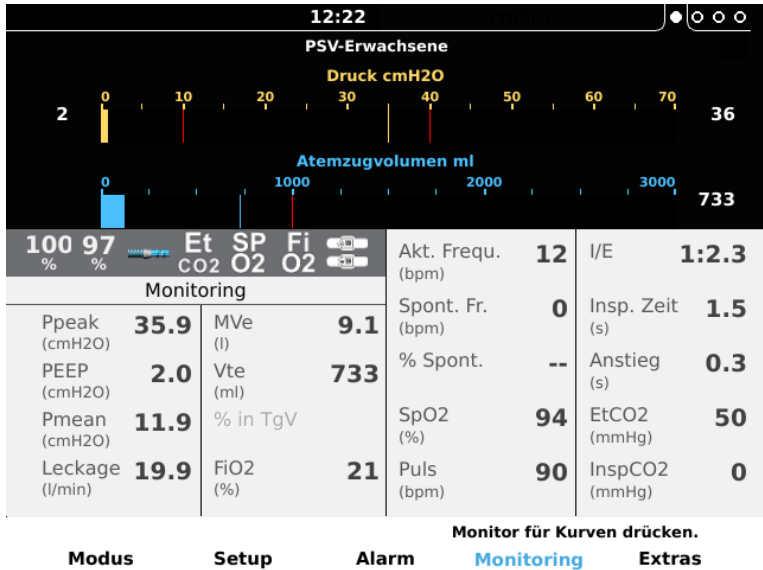 12:22
PSV-Erwachsene
Druck cmH2O
0 10 20 30 40 50 60 70
2 36
Atemzugvolumen ml
0 1000 2000 3000
733
100 97 Et SP Fi
% % CO2 O2 O2
Monitoring
Ppeak 35.9
(cmH2O)
PEEP 2.0
(cmH2O)
Pmean 11.9
(cmH2O)
Leckage 19.9
(l/min)
MVe 9.1
(l)
Vte 733
(ml)
% in TgV
FiO2 21
(%)
Akt. Frequ. 12
(bpm)
Spont. Fr. 0
(bpm)
% Spont. --
SpO2 94
(%)
Puls 90
(bpm)
I/E 1:2.3
Insp. Zeit 1.5
(s)
Anstieg 0.3
(s)
EtCO2 50
(mmHg)
InspCO2 0
(mmHg)
Monitor für Kurven drücken.
Modus Setup Alarm Monitoring Extras